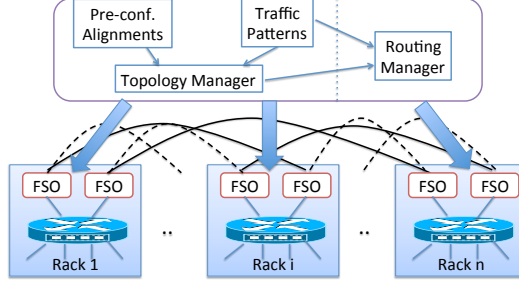 Pre-conf.
Alignments
Traffic
Patterns
Routing
Manager
Topology Manager
FSO
FSO
FSO
FSO
FSO
FSO
..
..
Rack 1
Rack i
Rack n